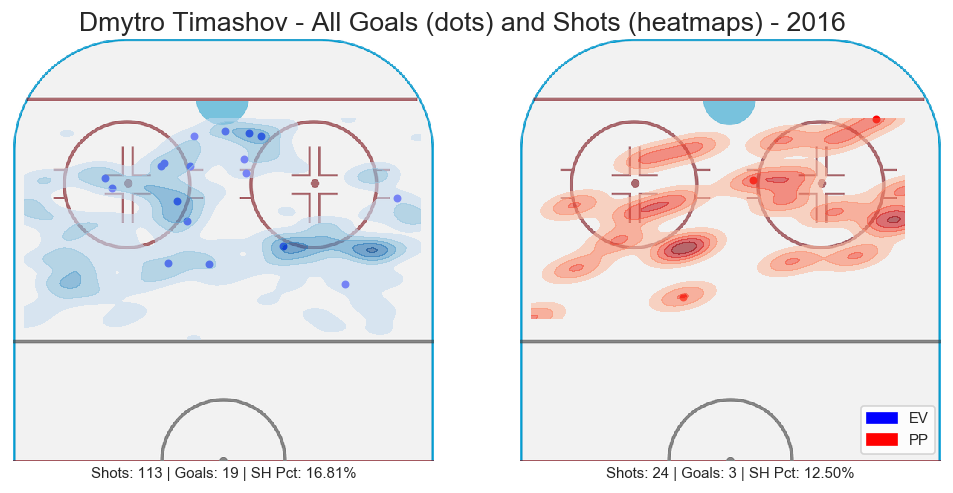 Dmytro Timashov - All Goals (dots) and Shots (heatmaps) - 2016
EV
PP
Shots: 113 | Goals: 19 | SH Pct: 16.81%
Shots: 24 | Goals: 3 | SH Pct: 12.50%